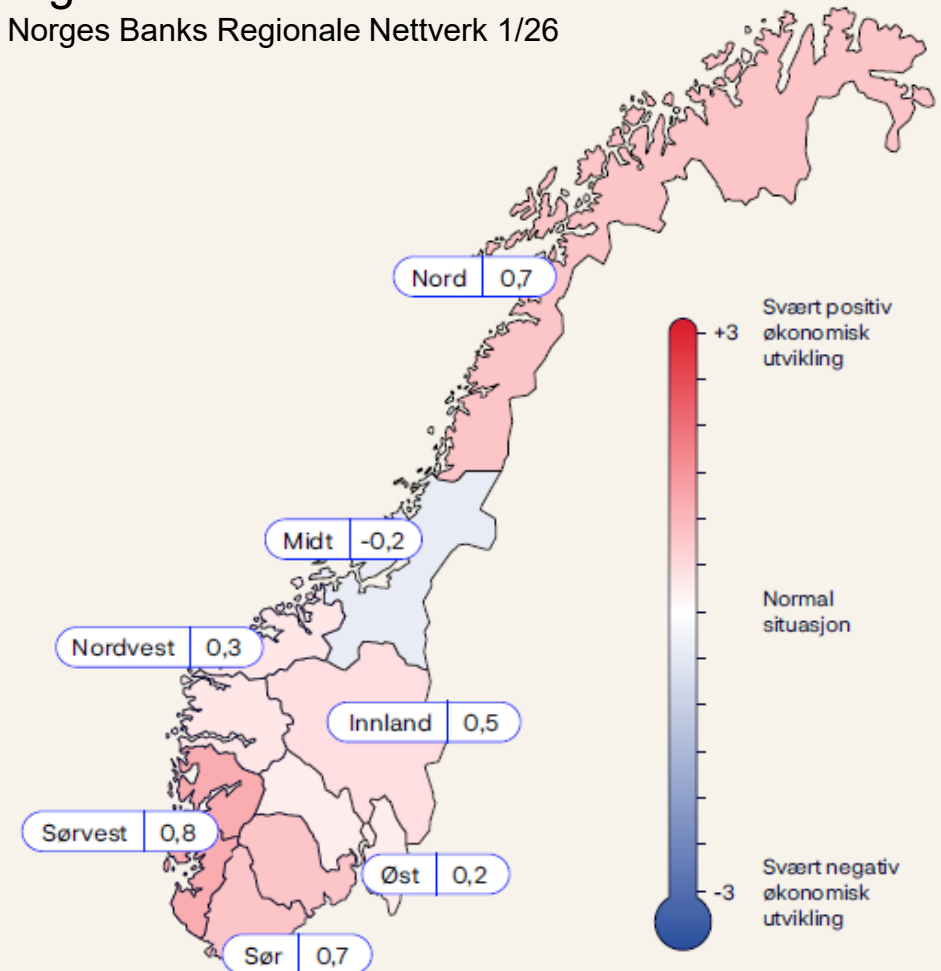 Norges Banks Regionale Nettverk 1/26
Nord 0,7
Svært positiv
+3 økonomisk
utvikling
Midt -0,2
Normal
situasjon
Nordvest 0,3
Innland 0,5
Sørvest 0,8
Øst 0,2
Svært negativ
-3 økonomisk
utvikling
Sør 0,7